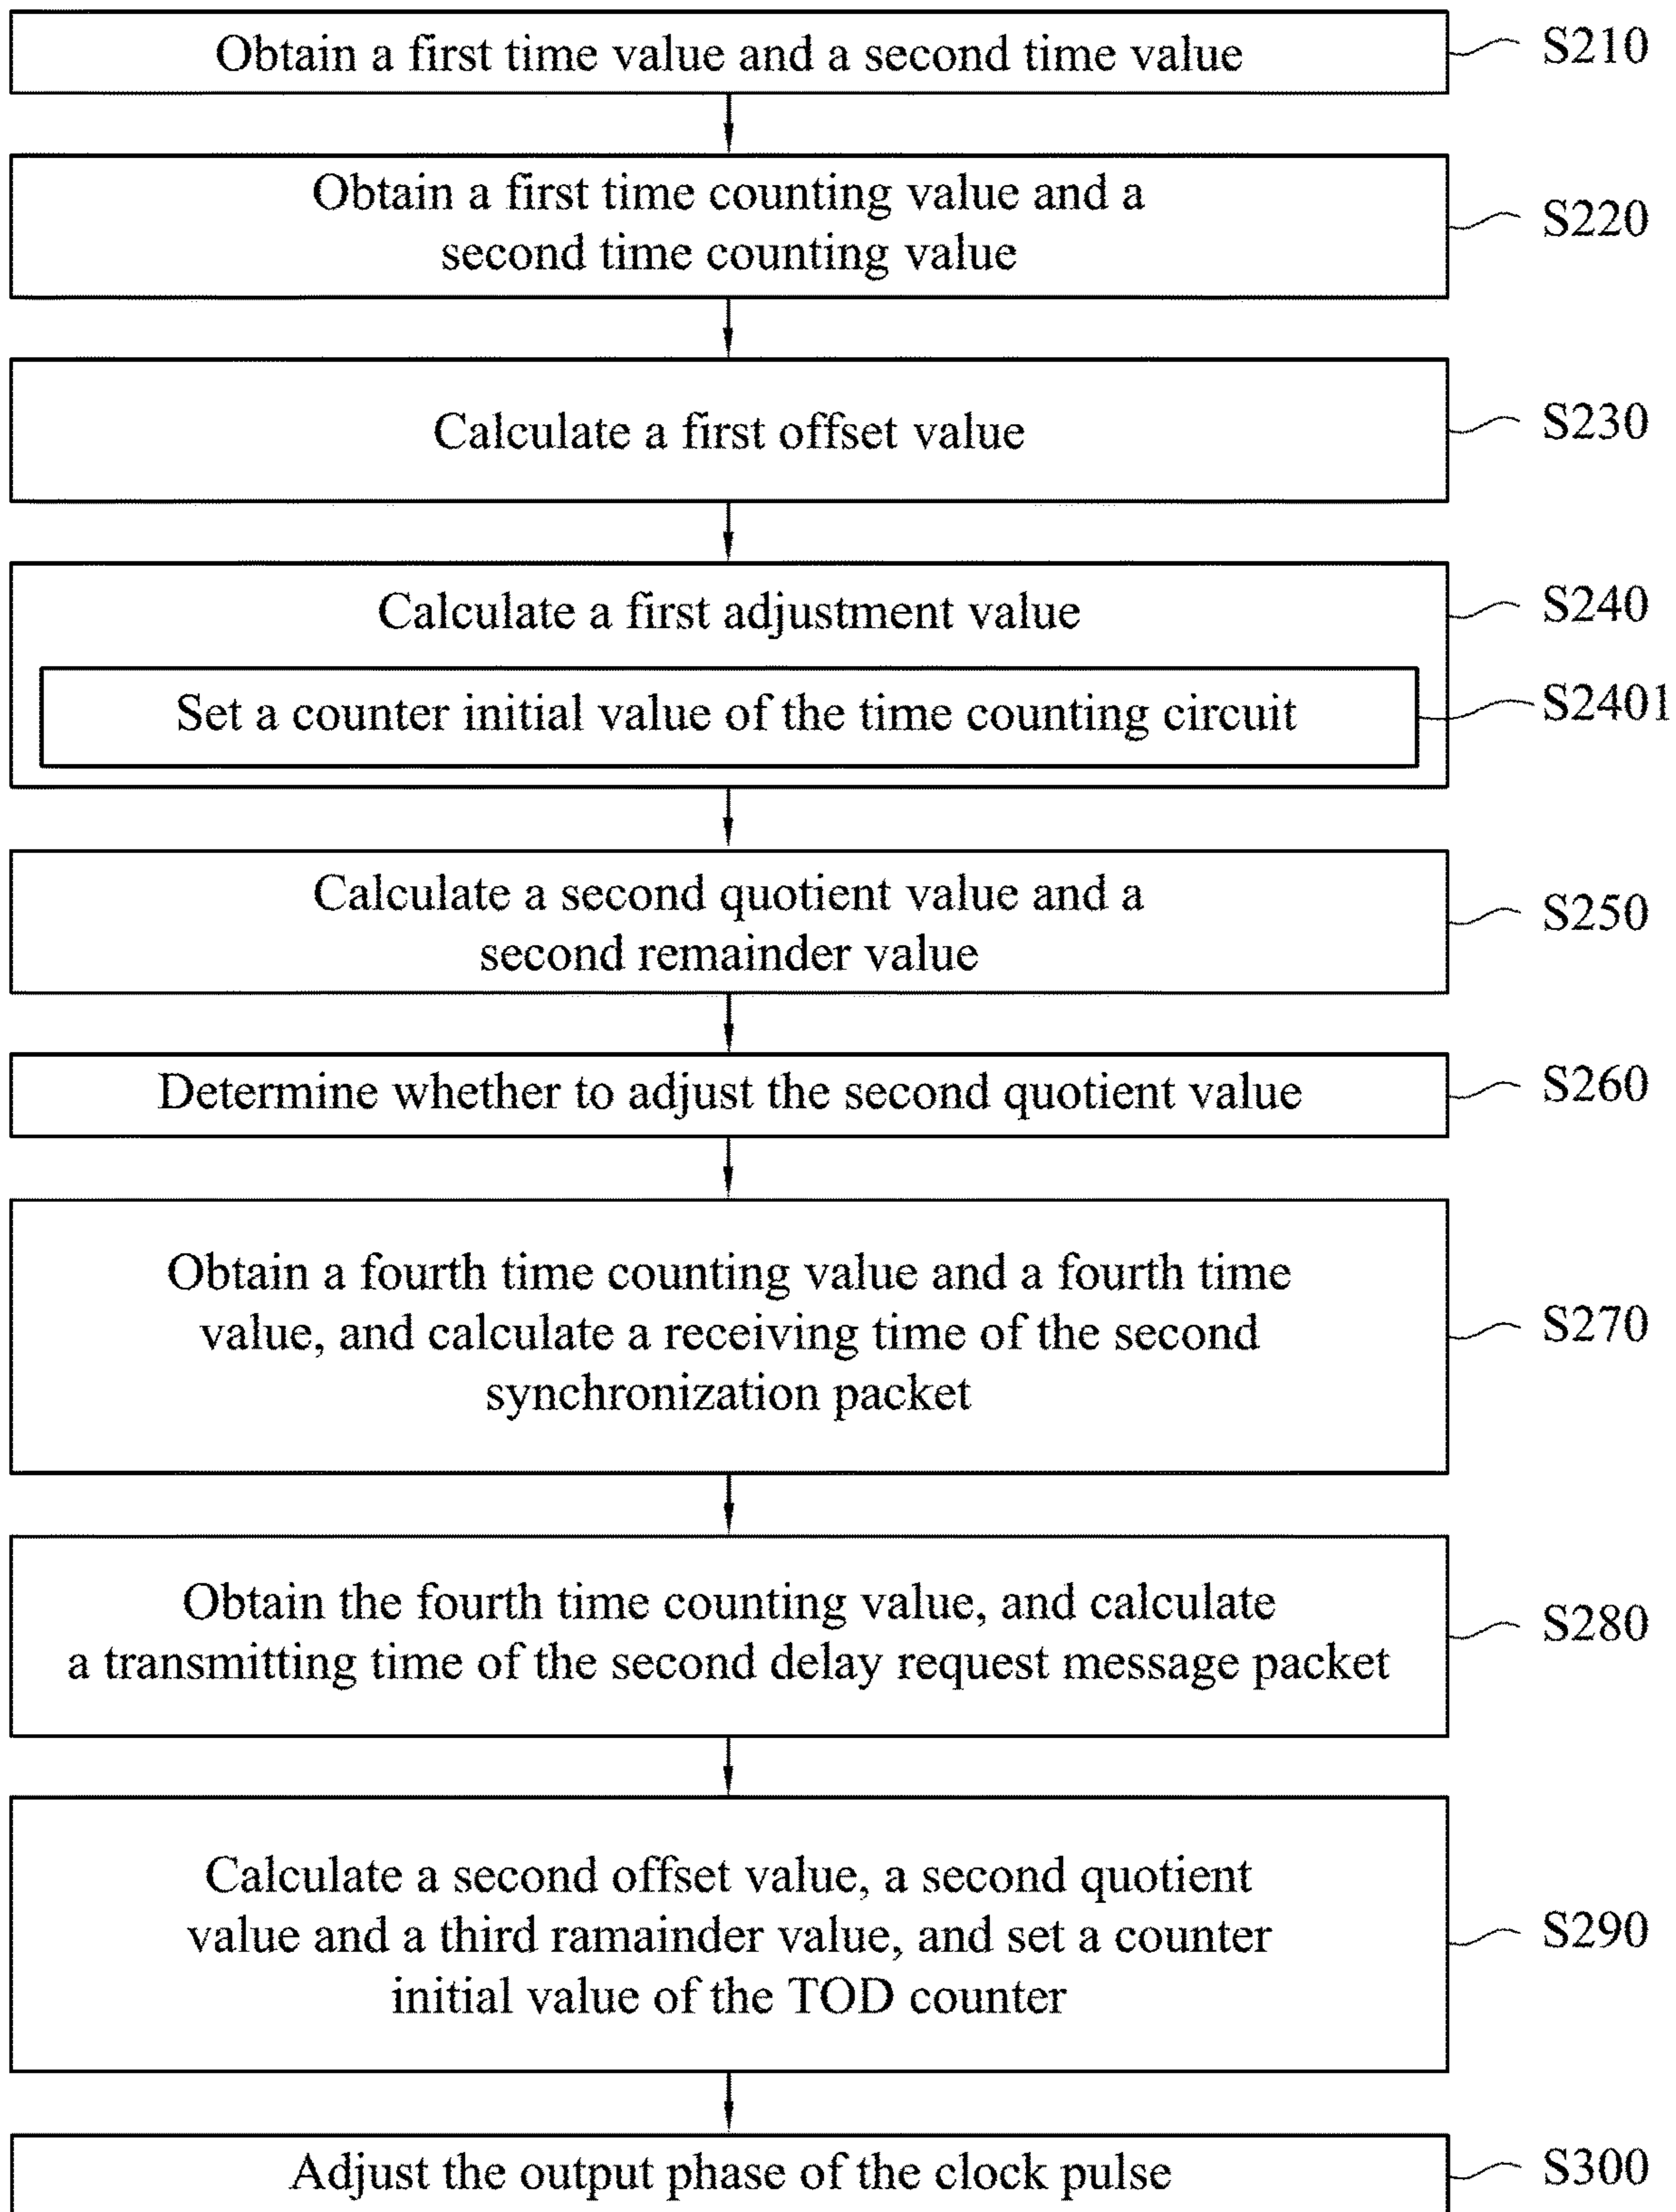 Obtain a first time value and a second time value
S210
Obtain a first time counting value and a
second time counting value
S220
Calculate a first offset value
S230
Calculate a first adjustment value
S240
Set a counter initial value of the time counting circuit
S2401
Calculate a second quotient value and a
second remainder value
S250
Determine whether to adjust the second quotient value
S260
Obtain a fourth time counting value and a fourth time
value, and calculate a receiving time of the second
synchronization packet
S270
Obtain the fourth time counting value, and calculate
a transmitting time of the second delay request message packet
S280
Calculate a second offset value, a second quotient
value and a third ramainder value, and set a counter
initial value of the TOD counter
S290
Adjust the output phase of the clock pulse
S300